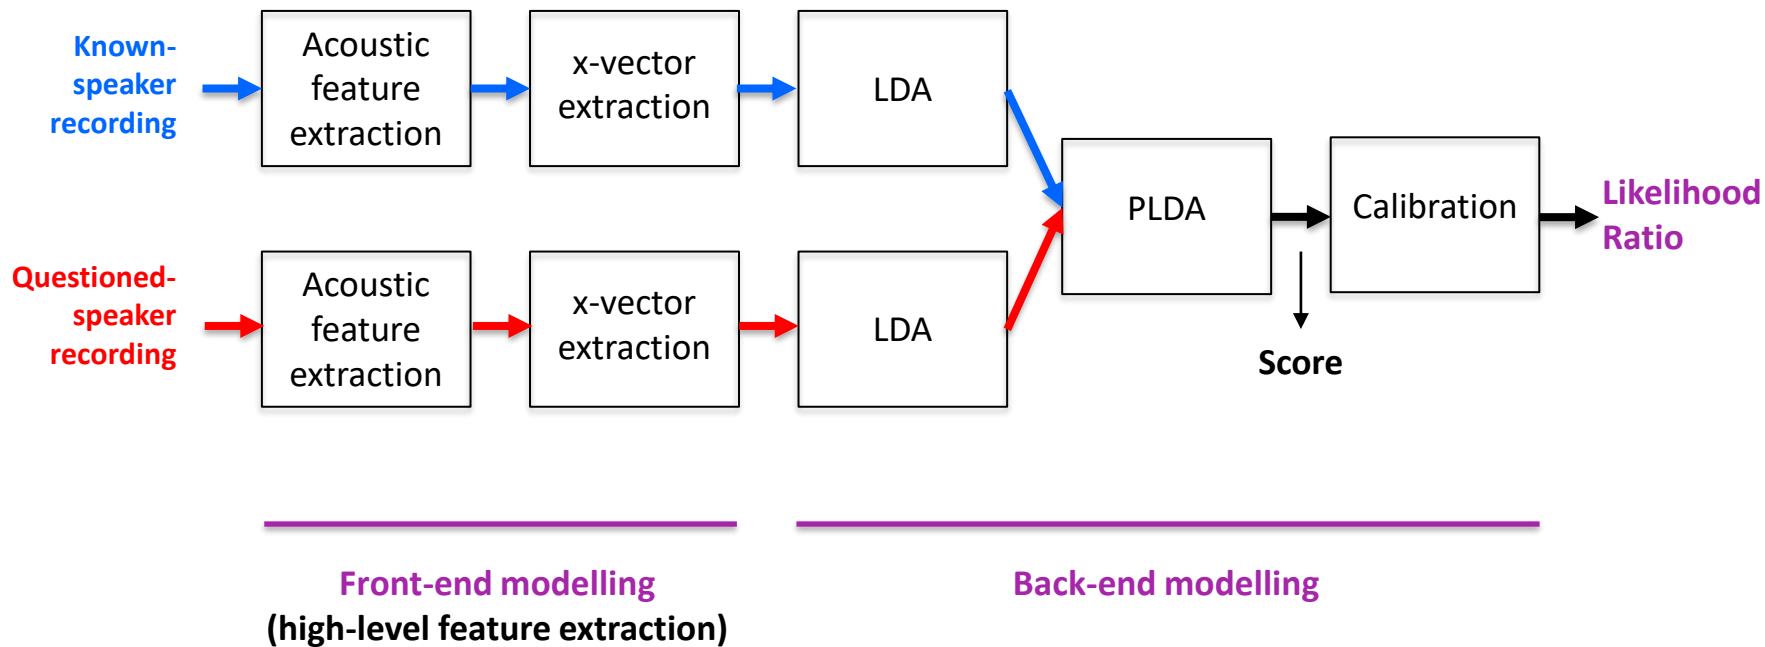 Known-
speaker
recording
Acoustic
feature
extraction
x-vector
extraction
LDA
Questioned-
speaker
recording
Acoustic
feature
extraction
x-vector
extraction
LDA
PLDA
Calibration
Likelihood
Ratio
Score
Front-end modelling
(high-level feature extraction)
Back-end modelling